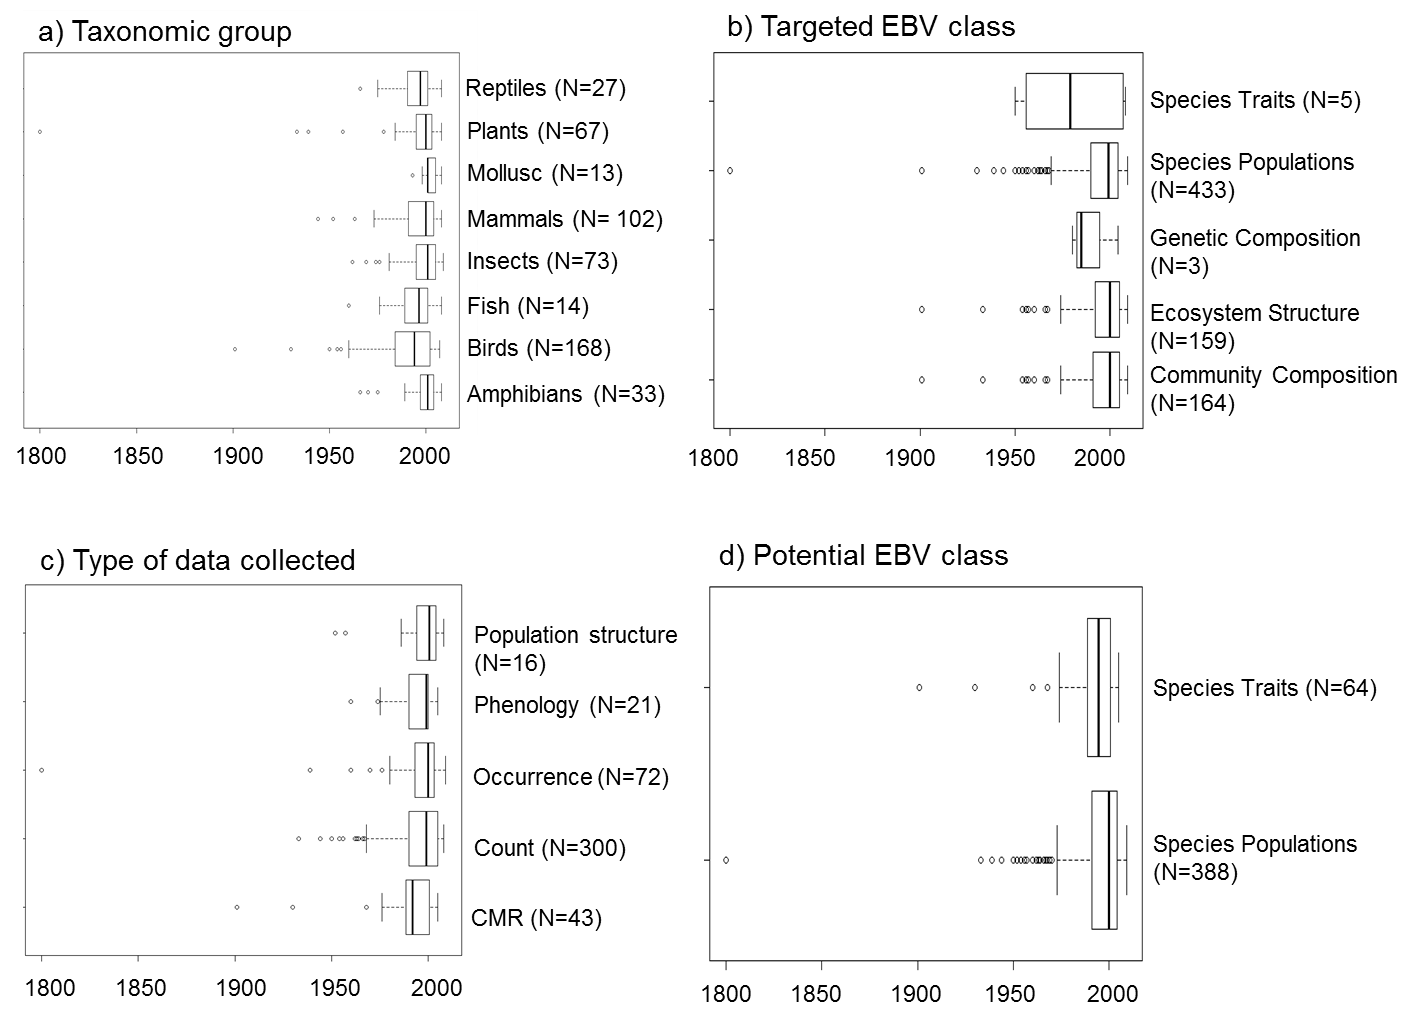 a) Taxonomic group
Reptiles (N=27)
Plants (N=67)
Mollusc (N=13)
Mammals (N= 102)
Insects (N=73)
Fish (N=14)
Birds (N=168)
Amphibians (N=33)
1800 1850 1900 1950 2000
b) Targeted EBV class
Species Traits (N=5)
Species Populations
(N=433)
Genetic Composition
(N=3)
Ecosystem Structure
(N=159)
Community Composition
(N=164)
1800 1850 1900 1950 2000
c) Type of data collected
Population structure
(N=16)
Phenology (N=21)
Occurrence (N=72)
Count (N=300)
CMR (N=43)
1800 1850 1900 1950 2000
d) Potential EBV class
Species Traits (N=64)
Species Populations
(N=388)
1800 1850 1900 1950 2000